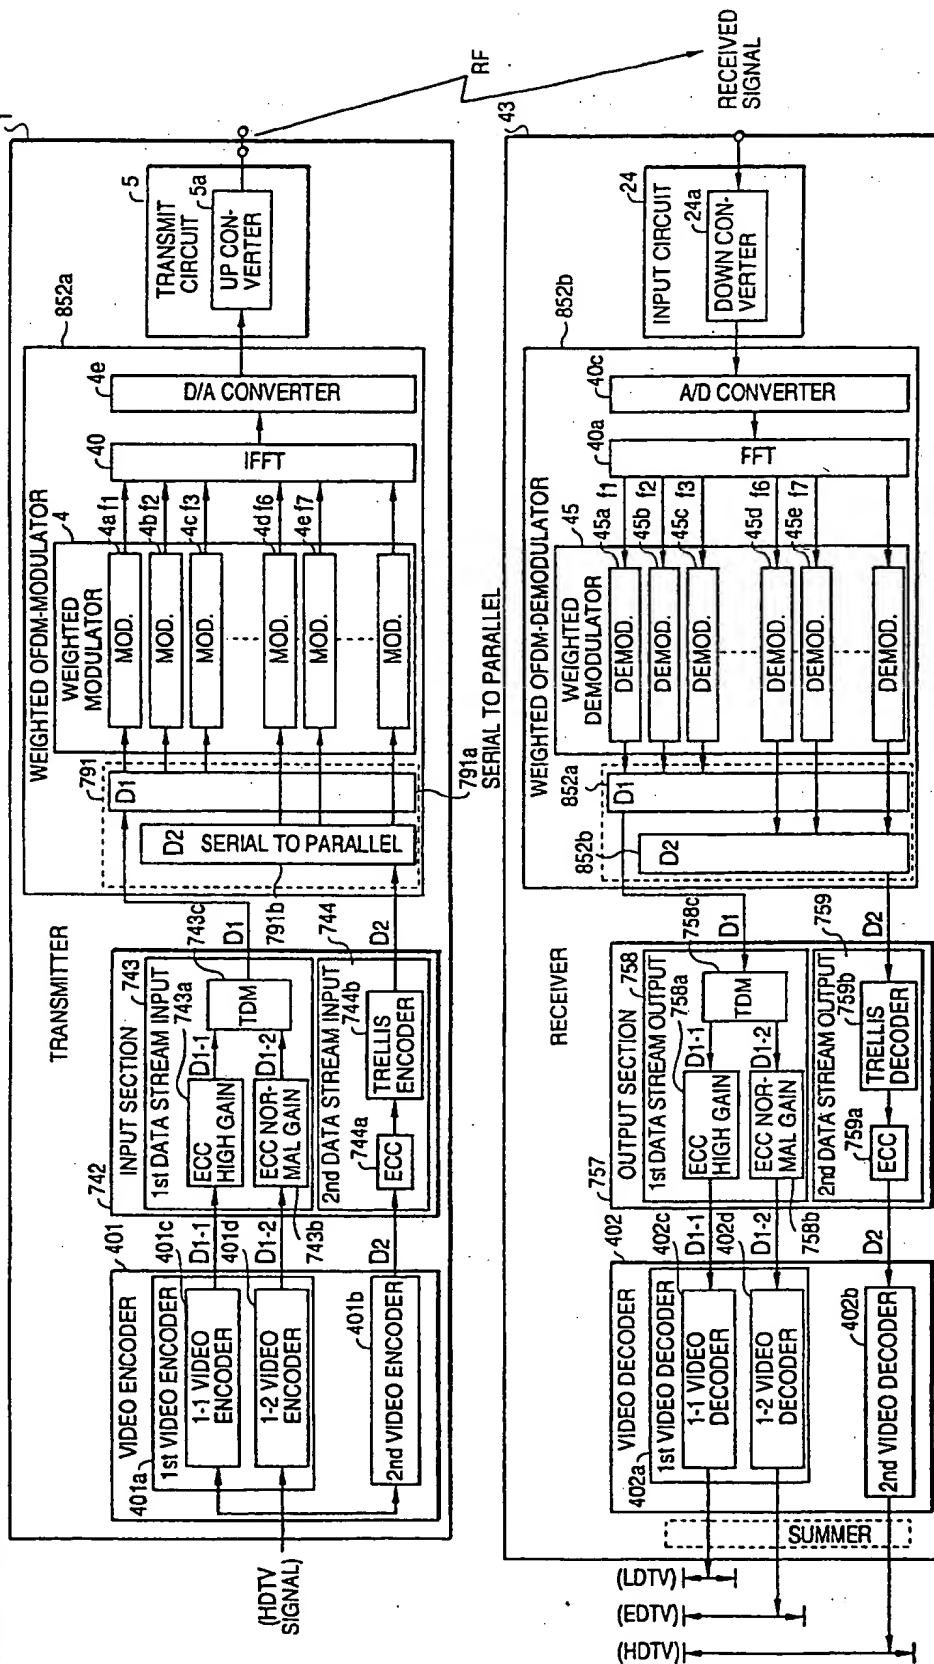 TRANSMITTER
1
(HDTV
SIGNAL)
401
VIDEO ENCODER
401a
1st VIDEO ENCODER
401c
1-1 VIDEO
ENCODER
401d
1-2 VIDEO
ENCODER
401b
2nd VIDEO ENCODER
D1-1
D1-2
D2
742
INPUT SECTION
743
1st DATA STREAM INPUT
743a
ECC
HIGH GAIN
D1-1
743c
TDM
ECC NOR-
MAL GAIN
D1-2
743b
744
2nd DATA STREAM INPUT
744a
ECC
744b
TRELLIS
ENCODER
D1
D2
WEIGHTED OFDM-MODULATOR
852a
791
D1
D2
SERIAL TO PARALLEL
791b
791a
SERIAL TO PARALLEL
4
WEIGHTED
MODULATOR
MOD.
4a
f1
MOD.
4b
f2
MOD.
4c
f3
MOD.
4d
f6
MOD.
4e
f7
MOD.
40
IFFT
4e
D/A CONVERTER
5
TRANSMIT
CIRCUIT
5a
UP CON-
VERTER
RF
RECEIVED
SIGNAL
RECEIVER
43
24
INPUT CIRCUIT
24a
DOWN CON-
VERTER
WEIGHTED OFDM-DEMODULATOR
852b
40c
A/D CONVERTER
40a
FFT
45
WEIGHTED
DEMODULATOR
DEMOD.
45a
f1
DEMOD.
45b
f2
DEMOD.
45c
f3
DEMOD.
45d
f6
DEMOD.
45e
f7
DEMOD.
852a
D1
852b
D2
D1
D2
757
OUTPUT SECTION
758
1st DATA STREAM OUTPUT
758a
ECC
HIGH GAIN
D1-1
758c
TDM
ECC NOR-
MAL GAIN
D1-2
758b
759
2nd DATA STREAM OUTPUT
759a
ECC
759b
TRELLIS
DECODER
D1-1
D1-2
D2
402
VIDEO DECODER
402a
1st VIDEO DECODER
402c
1-1 VIDEO
DECODER
402d
1-2 VIDEO
DECODER
402b
2nd VIDEO DECODER
SUMMER
(LDTV)
(EDTV)
(HDTV)